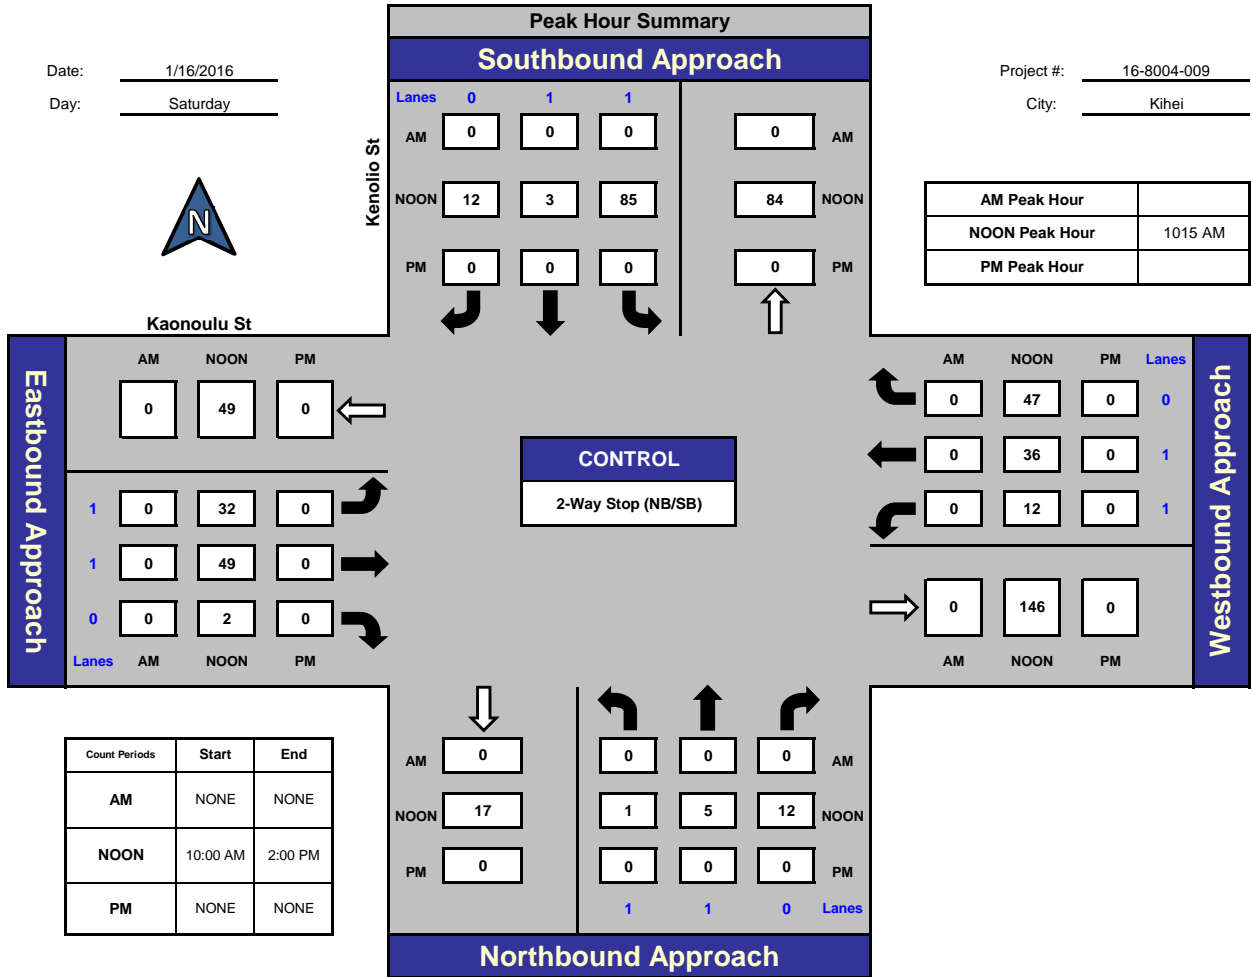 Peak Hour Summary
Southbound Approach
Date: 1/16/2016
Day: Saturday
Project #: 16-8004-009
City: Kihei
N
Kenolio St
Lanes 0 1 1
AM 0 0 0 0 AM
NOON 12 3 85 84 NOON
PM 0 0 0 0 PM
AM Peak Hour
NOON Peak Hour 1015 AM
PM Peak Hour
Kaonoulu St
Eastbound Approach
AM NOON PM
0 49 0
1 0 32 0
1 0 49 0
0 0 2 0
Lanes AM NOON PM
CONTROL
2-Way Stop (NB/SB)
AM NOON PM Lanes
0 47 0 0
0 36 0 1
0 12 0 1
0 146 0
AM NOON PM
Westbound Approach
Count Periods Start End
AM NONE NONE
NOON 10:00 AM 2:00 PM
PM NONE NONE
AM 0 0 0 0 AM
NOON 17 1 5 12 NOON
PM 0 0 0 0 PM
1 1 0 Lanes
Northbound Approach